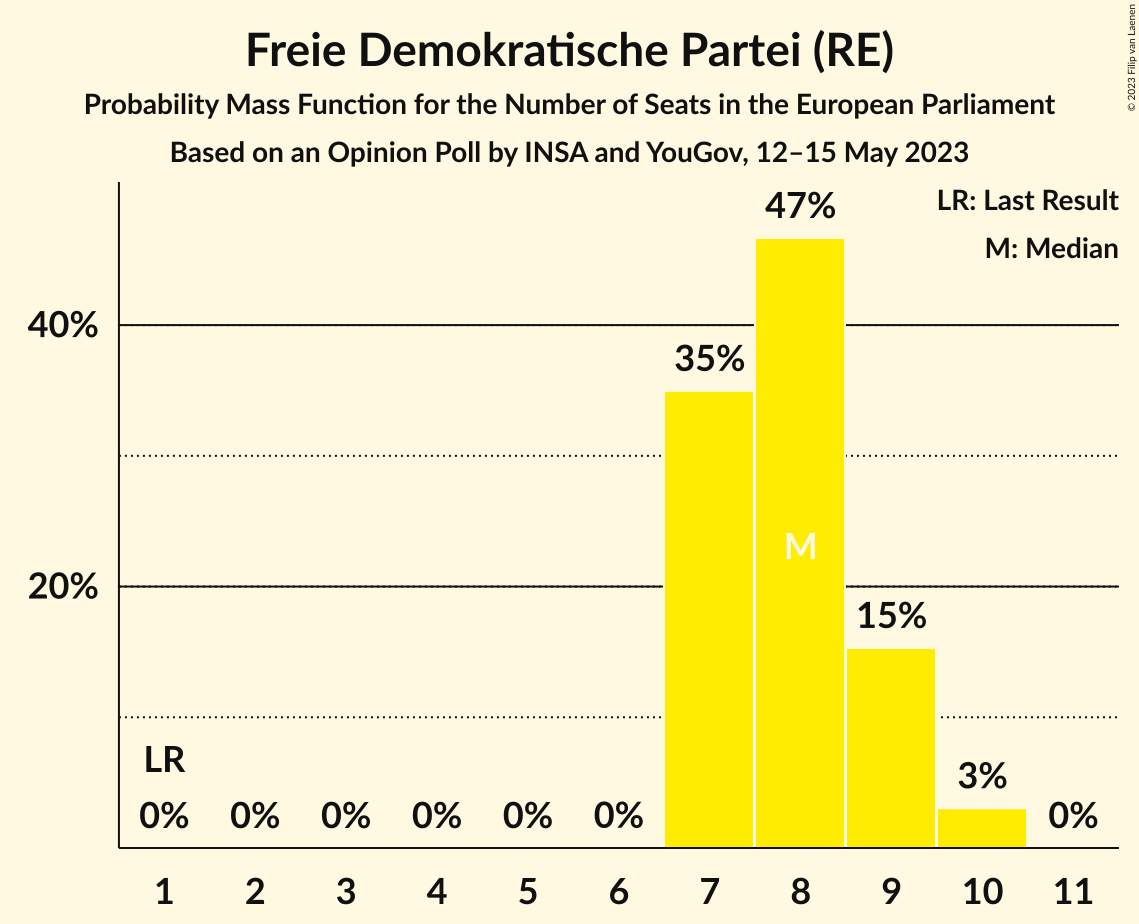 Freie Demokratische Partei (RE)
Probability Mass Function for the Number of Seats in the European Parliament
Based on an Opinion Poll by INSA and YouGov, 12–15 May 2023
© 2023 Filip van Laenen
LR: Last Result
M: Median
47%
40%
35%
M
20%
15%
LR
3%
0% 0% 0% 0% 0% 0% 0%
1 2 3 4 5 6 7 8 9 10 11